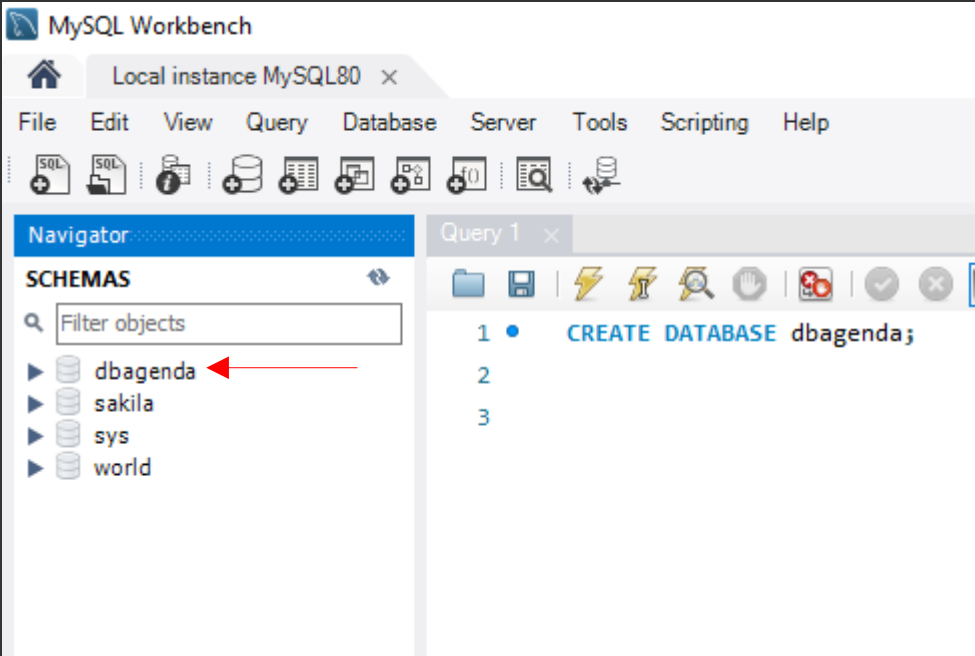 MySQL Workbench
Local instance MySQL80
File Edit View Query Database Server Tools Scripting Help
SQL SQL
Navigator
SCHEMAS
Filter objects
dbagenda
sakila
sys
world
Query 1
1 CREATE DATABASE dbagenda;
2
3